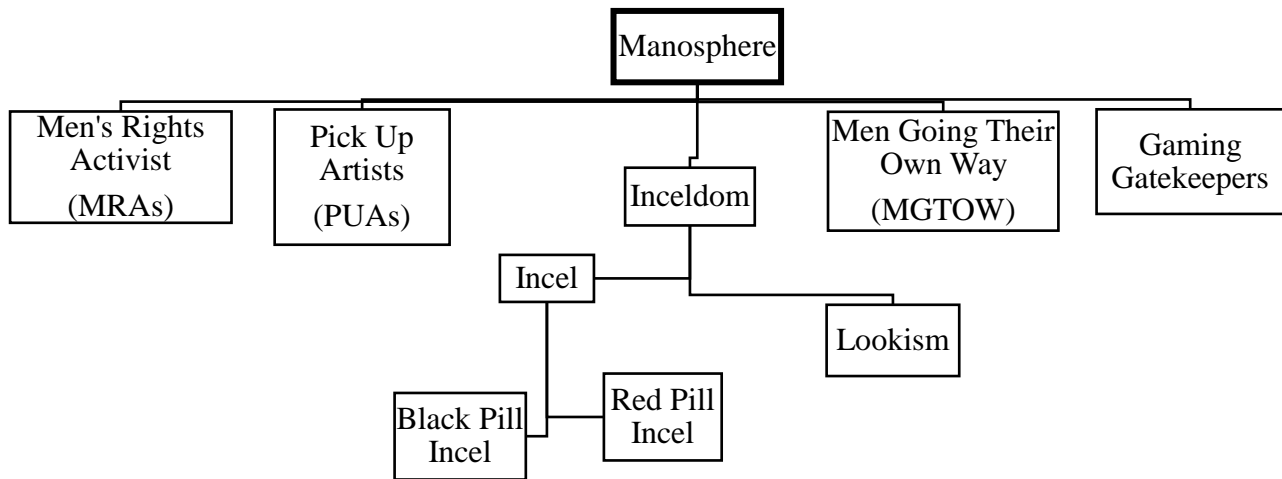 Manosphere
Men's Rights
Activist
(MRAs)
Pick Up
Artists
(PUAs)
Inceldom
Men Going Their
Own Way
(MGTOW)
Gaming
Gatekeepers
Incel
Lookism
Black Pill
Incel
Red Pill
Incel